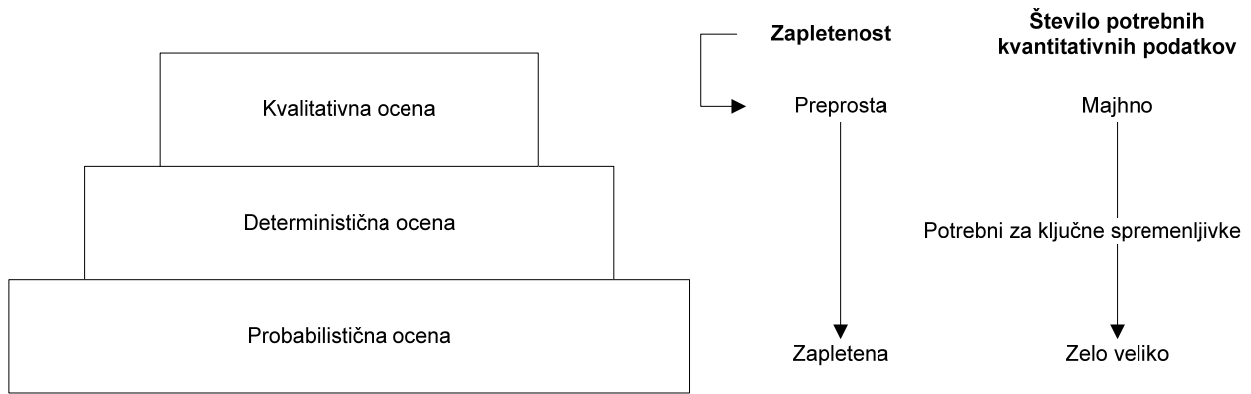 Zapletenost
Število potrebnih
kvantitativnih podatkov
Kvalitativna ocena
Preprosta
Majhno
Deterministična ocena
Potrebni za ključne spremenljivke
Probabilistična ocena
Zapletena
Zelo veliko